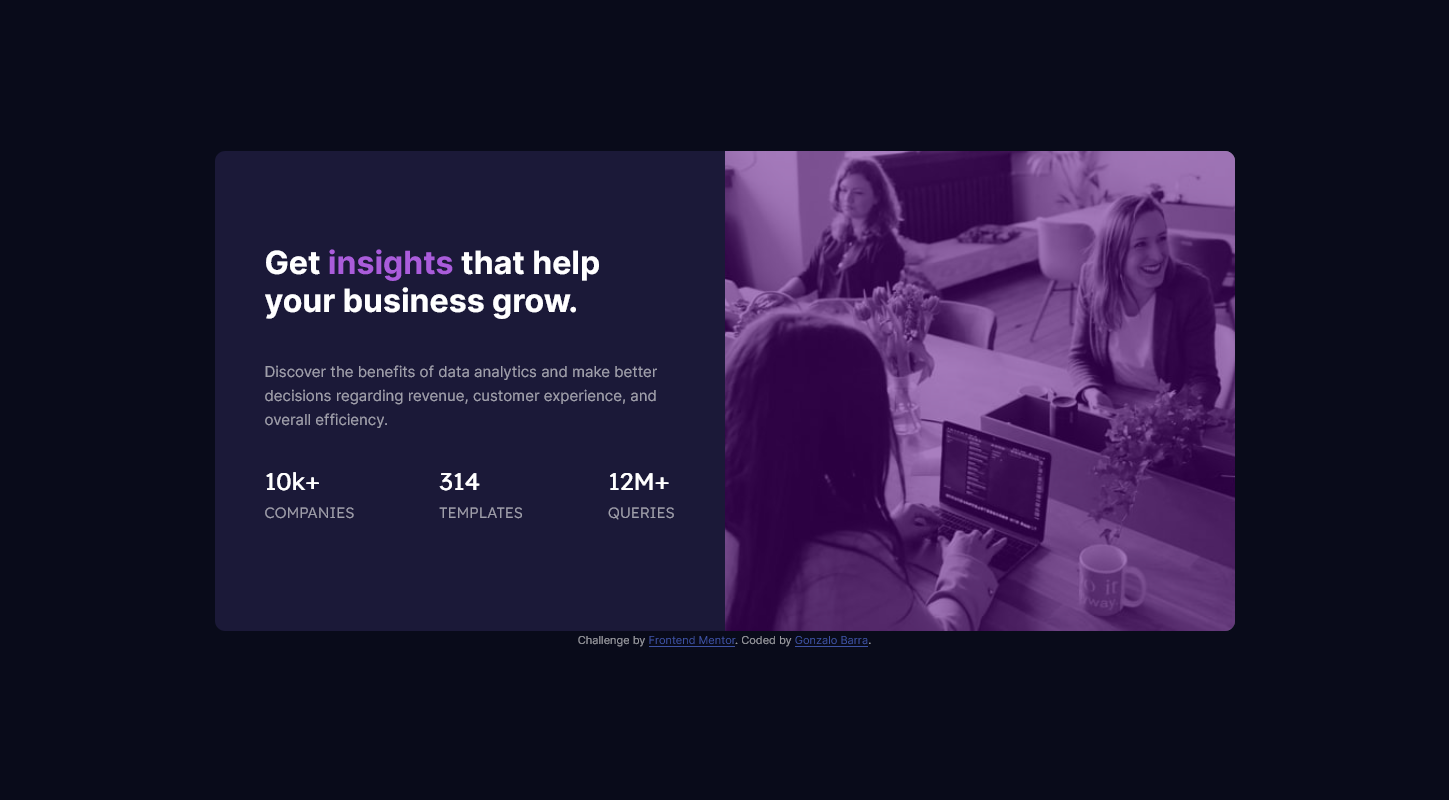 Get insights that help
your business grow.
Discover the benefits of data analytics and make better
decisions regarding revenue, customer experience, and
overall efficiency.
10k+ 314 12M+
COMPANIES TEMPLATES QUERIES
Challenge by Frontend Mentor. Coded by Gonzalo Barra.